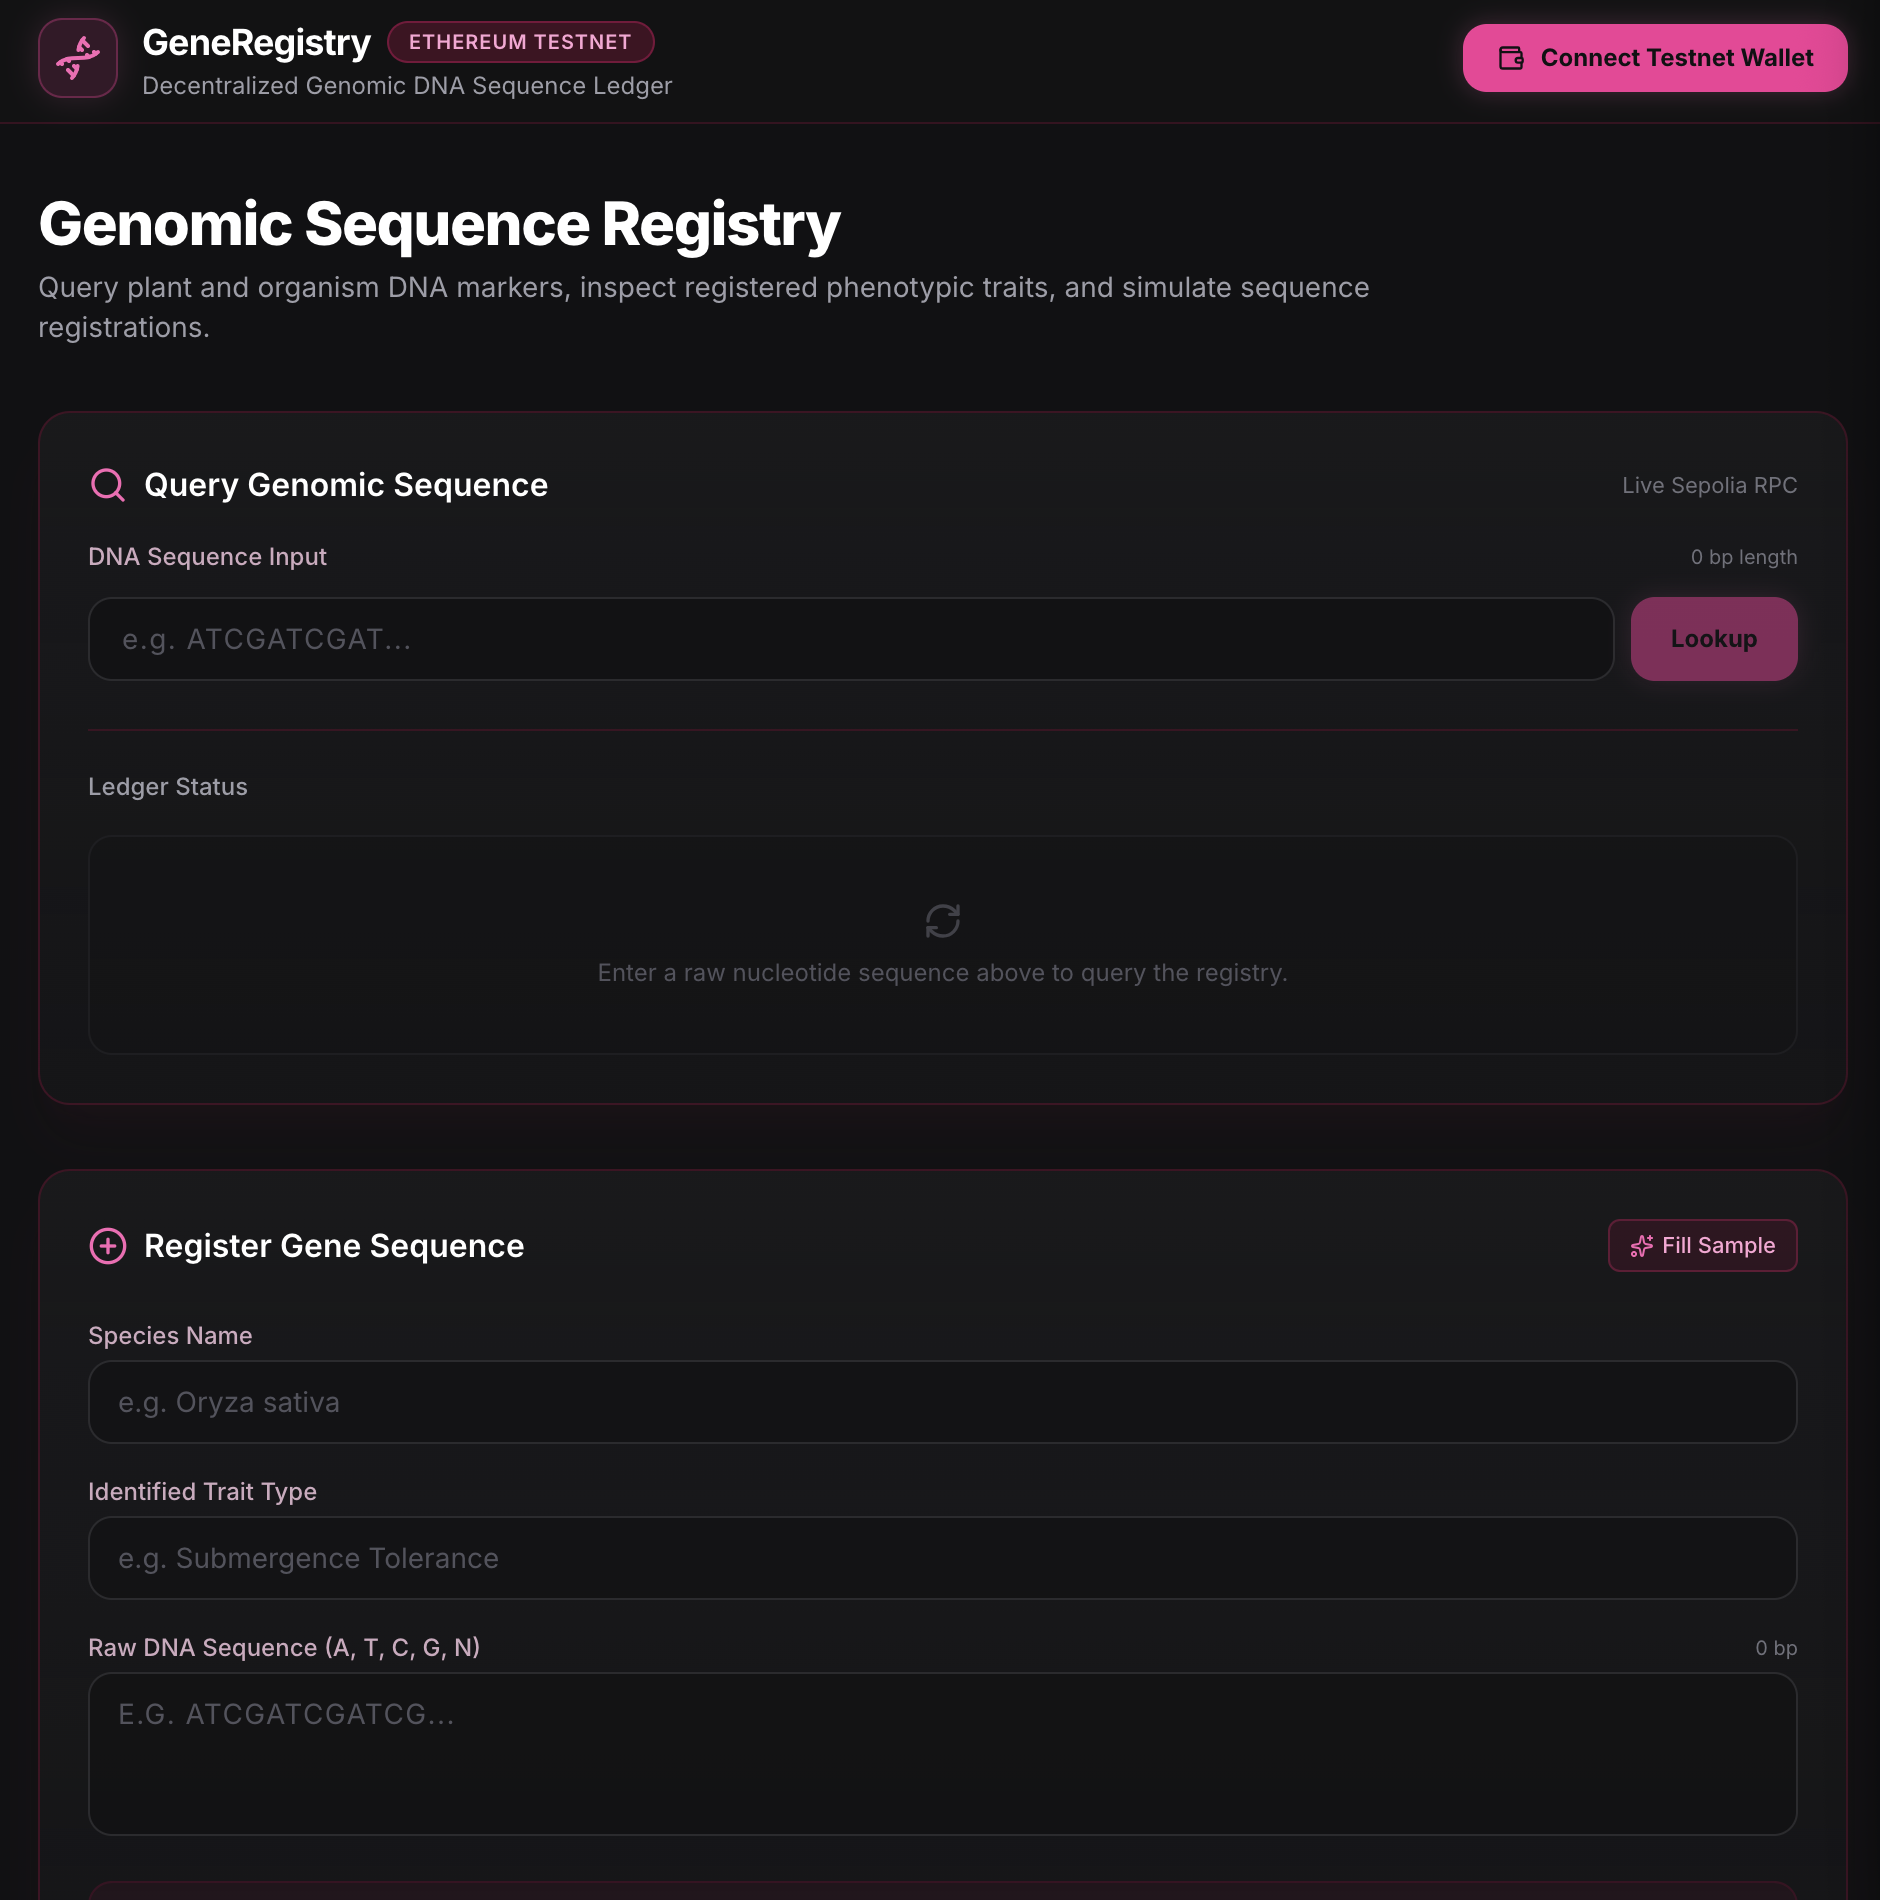 GeneRegistry
ETHEREUM TESTNET
Decentralized Genomic DNA Sequence Ledger
Connect Testnet Wallet
Genomic Sequence Registry
Query plant and organism DNA markers, inspect registered phenotypic traits, and simulate sequence
registrations.
Query Genomic Sequence
Live Sepolia RPC
DNA Sequence Input
0 bp length
e.g. ATCGATCGAT...
Lookup
Ledger Status
Enter a raw nucleotide sequence above to query the registry.
Register Gene Sequence
Fill Sample
Species Name
e.g. Oryza sativa
Identified Trait Type
e.g. Submergence Tolerance
Raw DNA Sequence (A, T, C, G, N)
0 bp
E.G. ATCGATCGATCG...